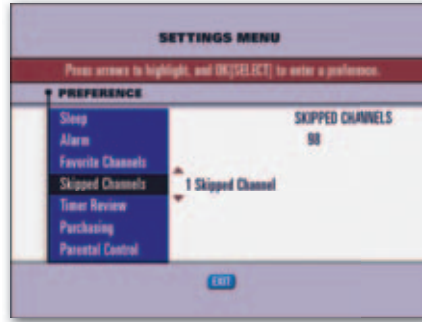 SETTINGS MENU
Press arrows to highlight, and OK[SELECT] to enter a preference.
PREFERENCE
Sleep
Alarm
Favorite Channels
Skipped Channels
Timer Review
Purchasing
Parental Control
1 Skipped Channel
SKIPPED CHANNELS
98
EXIT